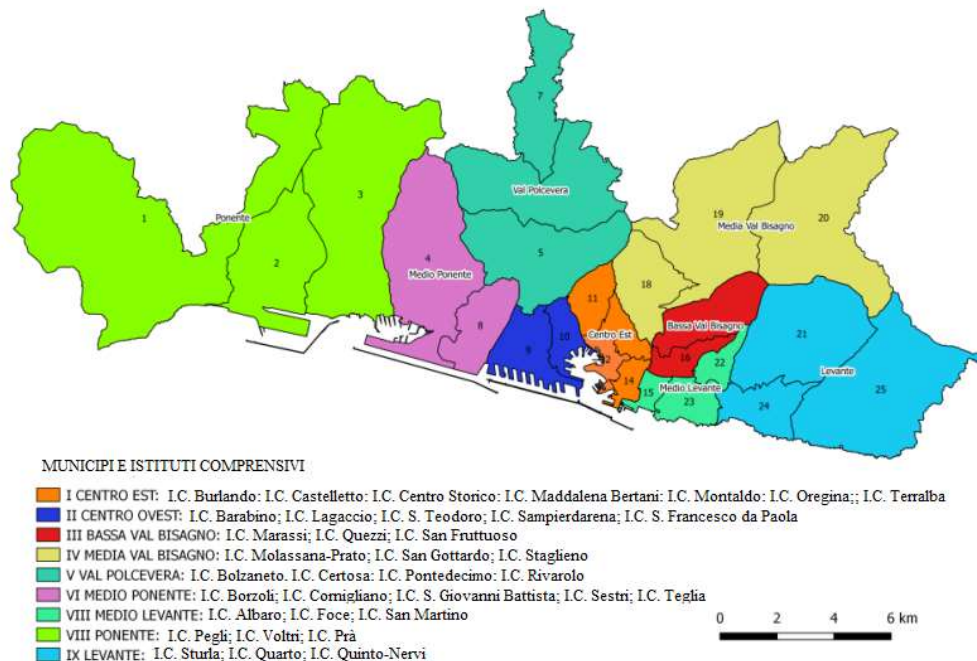 7
19
20
Val Polcevera
3
1
Ponente
Media Val Bisagno
4
5
2
Medio Ponente
18
11
21
8
10
Centro Est
Bassa Val Bisagno
9
12
16
22
Levante
14
Medio Levante
15
23
24
25
MUNICIPI E ISTITUTI COMPRENSIVI
I CENTRO EST: I.C. Burlando: I.C. Castelletto: I.C. Centro Storico: I.C. Maddalena Bertani: I.C. Montaldo: I.C. Oregina;; I.C. Terralba
II CENTRO OVEST: I.C. Barabino; I.C. Lagaccio; I.C. S. Teodoro; I.C. Sampierdarena; I.C. S. Francesco da Paola
III BASSA VAL BISAGNO: I.C. Marassi; I.C. Quezzi; I.C. San Fruttuoso
IV MEDIA VAL BISAGNO: I.C. Molassana-Prato; I.C. San Gottardo; I.C. Staglieno
V VAL POLCEVERA: I.C. Bolzaneto. I.C. Certosa: I.C. Pontedecimo: I.C. Rivarolo
VI MEDIO PONENTE: I.C. Borzoli; I.C. Cornigliano; I.C. S. Giovanni Battista; I.C. Sestri; I.C. Teglia
VIII MEDIO LEVANTE: I.C. Albaro; I.C. Foce; I.C. San Martino
VIII PONENTE: I.C. Pegli; I.C. Voltri; I.C. Prà
IX LEVANTE: I.C. Sturla; I.C. Quarto; I.C. Quinto-Nervi
0 2 4 6 km